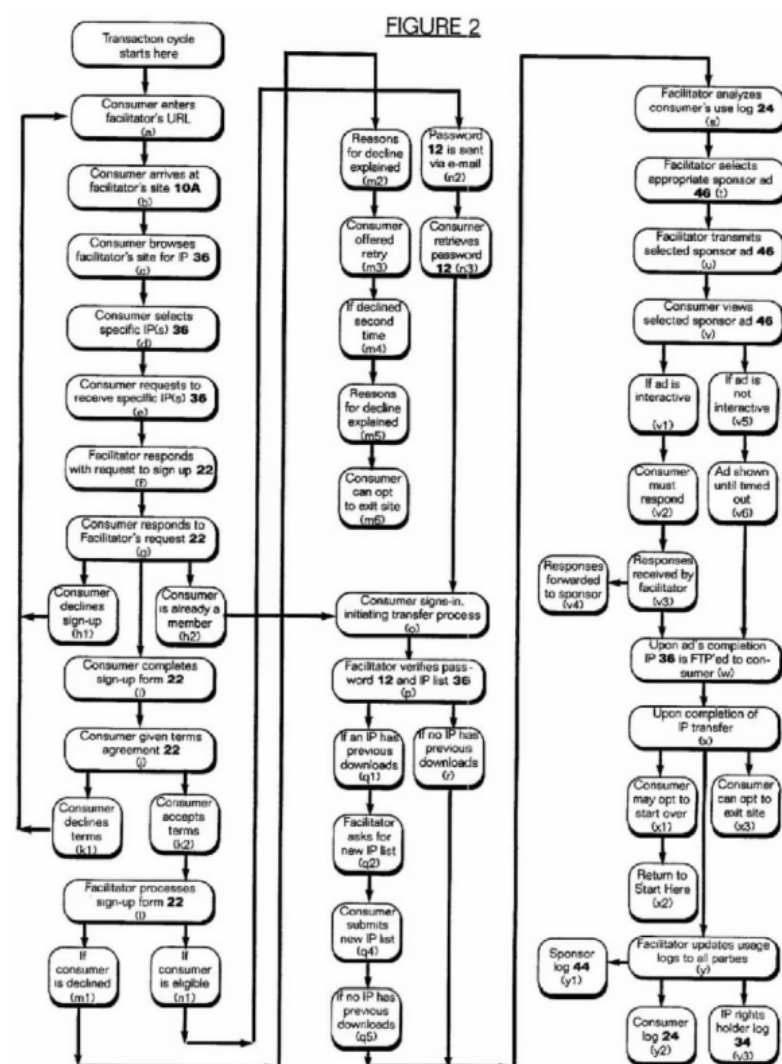 FIGURE 2
Transaction cycle
starts here
Consumer enters
facilitator's URL
(a)
Consumer arrives at
facilitator's site 10A
(b)
Consumer browses
facilitator's site for IP 36
(c)
Consumer selects
specific IP(s) 36
(d)
Consumer requests to
receive specific IP(s) 36
(e)
Facilitator responds
with request to sign up 22
(f)
Consumer responds to
Facilitator's request 22
(g)
Consumer
declines
sign-up
(h1)
Consumer
is already a
member
(h2)
Consumer completes
sign-up form 22
(i)
Consumer given terms
agreement 22
(j)
Consumer
declines
terms
(k1)
Consumer
accepts
terms
(k2)
Facilitator processes
sign-up form 22
(l)
If
consumer
is declined
(m1)
If
consumer
is eligible
(n1)
Reasons
for decline
explained
(m2)
Consumer
offered
retry
(m3)
If declined
second
time
(m4)
Reasons
for decline
explained
(m5)
Consumer
can opt
to exit site
(m6)
Password
12 is sent
via e-mail
(n2)
Consumer
retrieves
password
12 (n3)
Consumer signs-in,
initiating transfer process
(o)
Facilitator verifies pass-
word 12 and IP list 36
(p)
If an IP has
previous
downloads
(q1)
If no IP has
previous
downloads
(r)
Facilitator
asks for
new IP list
(q2)
Consumer
submits
new IP list
(q4)
If no IP has
previous
downloads
(q5)
Facilitator analyzes
consumer's use log 24
(s)
Facilitator selects
appropriate sponsor ad
46 (t)
Facilitator transmits
selected sponsor ad 46
(u)
Consumer views
selected sponsor ad 46
(v)
If ad is
interactive
(v1)
If ad is
not
interactive
(v5)
Consumer
must
respond
(v2)
Ad shown
until timed
out
(v6)
Responses
forwarded
to sponsor
(v4)
Responses
received by
facilitator
(v3)
Upon ad's completion
IP 36 is FTP'ed to con-
sumer (w)
Upon completion of
IP transfer
(x)
Consumer
may opt to
start over
(x1)
Consumer
can opt to
exit site
(x3)
Return to
Start Here
(x2)
Facilitator updates usage
logs to all parties
(y)
Sponsor
log 44
(y1)
Consumer
log 24
(y2)
IP rights
holder log
34
(y3)